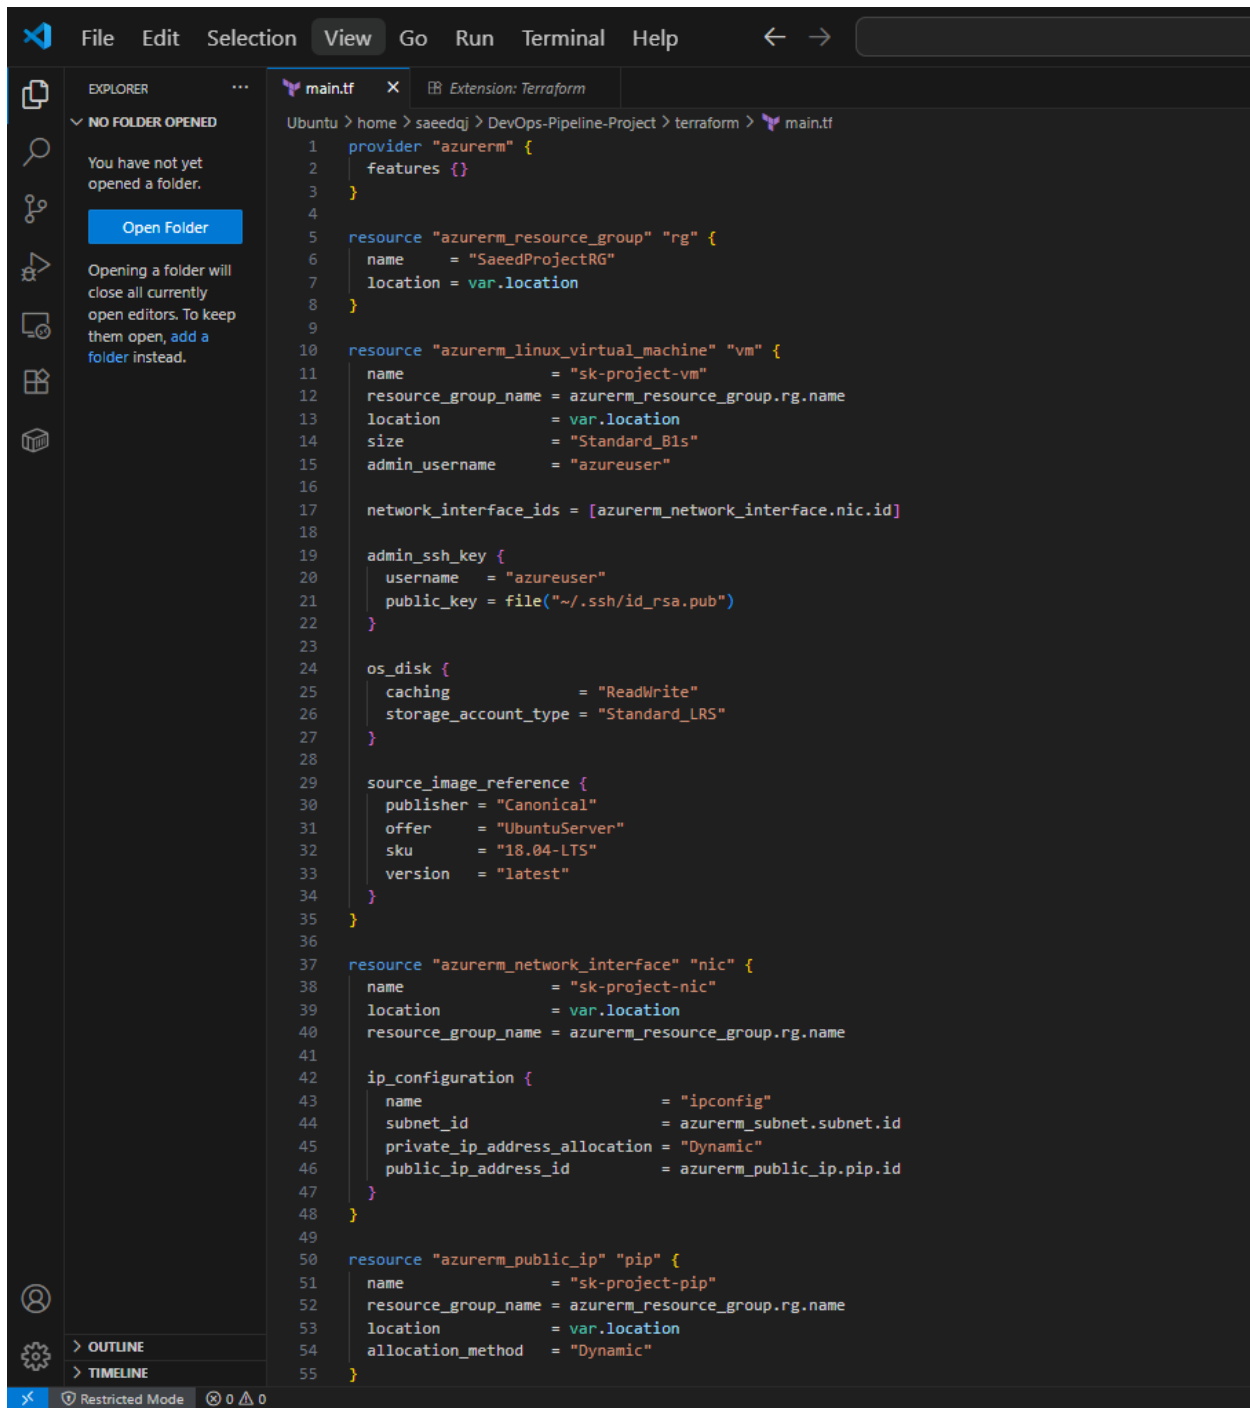 File Edit Selection View Go Run Terminal Help
EXPLORER
main.tf
Extension: Terraform
NO FOLDER OPENED
You have not yet
opened a folder.
Open Folder
Opening a folder will
close all currently
open editors. To keep
them open, add a
folder instead.
Ubuntu > home > saeedqj > DevOps-Pipeline-Project > terraform > main.tf
1 provider "azurerm" {
2   features {}
3 }
4
5 resource "azurerm_resource_group" "rg" {
6   name     = "SaeedProjectRG"
7   location = var.location
8 }
9
10 resource "azurerm_linux_virtual_machine" "vm" {
11   name                = "sk-project-vm"
12   resource_group_name = azurerm_resource_group.rg.name
13   location            = var.location
14   size                = "Standard_B1s"
15   admin_username      = "azureuser"
16
17   network_interface_ids = [azurerm_network_interface.nic.id]
18
19   admin_ssh_key {
20     username   = "azureuser"
21     public_key = file("~/.ssh/id_rsa.pub")
22   }
23
24   os_disk {
25     caching              = "ReadWrite"
26     storage_account_type = "Standard_LRS"
27   }
28
29   source_image_reference {
30     publisher = "Canonical"
31     offer     = "UbuntuServer"
32     sku       = "18.04-LTS"
33     version   = "latest"
34   }
35 }
36
37 resource "azurerm_network_interface" "nic" {
38   name                = "sk-project-nic"
39   location            = var.location
40   resource_group_name = azurerm_resource_group.rg.name
41
42   ip_configuration {
43     name                          = "ipconfig"
44     subnet_id                     = azurerm_subnet.subnet.id
45     private_ip_address_allocation = "Dynamic"
46     public_ip_address_id          = azurerm_public_ip.pip.id
47   }
48 }
49
50 resource "azurerm_public_ip" "pip" {
51   name                = "sk-project-pip"
52   resource_group_name = azurerm_resource_group.rg.name
53   location            = var.location
54   allocation_method   = "Dynamic"
55 }
OUTLINE
TIMELINE
Restricted Mode 0 0